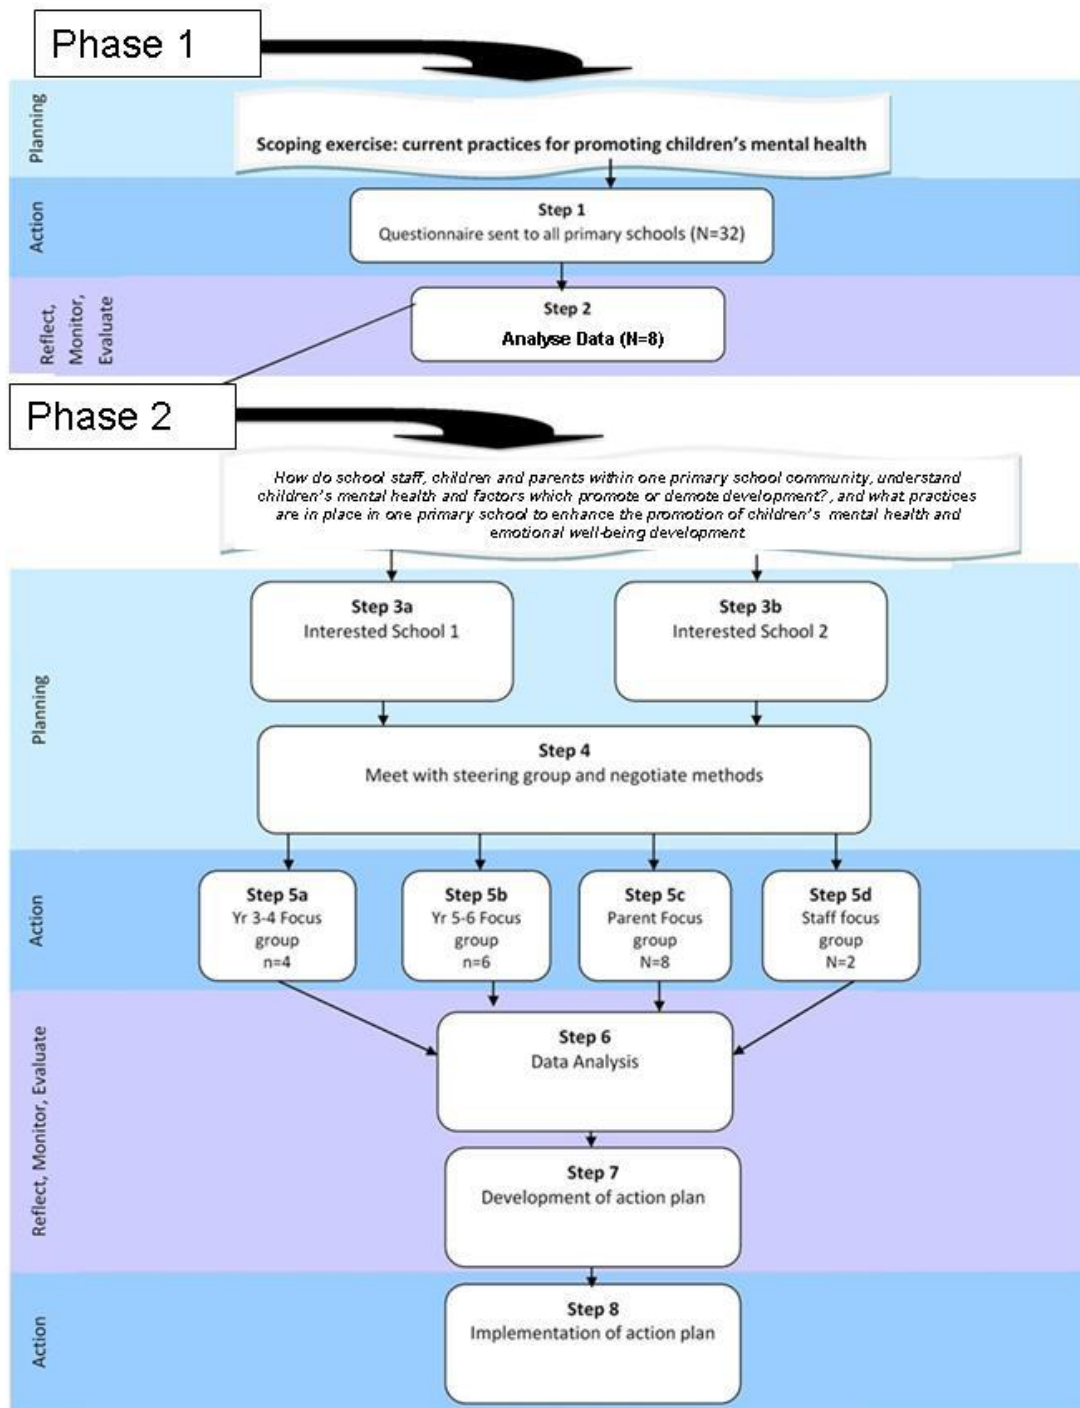 Phase 1
Planning
Scoping exercise: current practices for promoting children's mental health
Action
Step 1
Questionnaire sent to all primary schools (N=32)
Reflect,
Monitor,
Evaluate
Step 2
Analyse Data (N=8)
Phase 2
How do school staff, children and parents within one primary school community, understand
children's mental health and factors which promote or demote development?, and what practices
are in place in one primary school to enhance the promotion of children's mental health and
emotional well-being development
Planning
Step 3a
Interested School 1
Step 3b
Interested School 2
Step 4
Meet with steering group and negotiate methods
Action
Step 5a
Yr 3-4 Focus
group
n=4
Step 5b
Yr 5-6 Focus
group
n=6
Step 5c
Parent Focus
group
N=8
Step 5d
Staff focus
group
N=2
Reflect, Monitor, Evaluate
Step 6
Data Analysis
Step 7
Development of action plan
Action
Step 8
Implementation of action plan